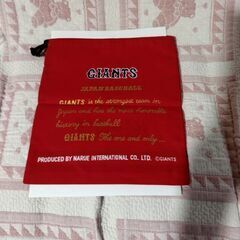 GIANTS
JAPAN BASEBALL
GIANTS is the strongest team in
Japan and has the most honorable
history in baseball.
GIANTS The one and only...
PRODUCED BY NARUE INTERNATIONAL CO., LTD. ©GIANTS